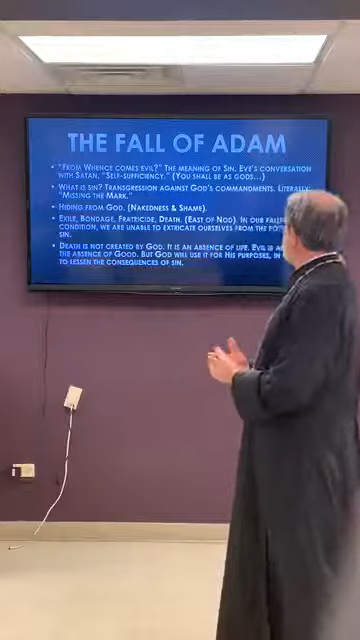 THE FALL OF ADAM
• "FROM WHENCE COMES EVIL?" THE MEANING OF SIN. EVE'S CONVERSATION
WITH SATAN. "SELF-SUFFICIENCY." (YOU SHALL BE AS GODS...)
• WHAT IS SIN? TRANSGRESSION AGAINST GOD'S COMMANDMENTS. LITERALLY:
"MISSING THE MARK."
• HIDING FROM GOD. (NAKEDNESS & SHAME).
• EXILE, BONDAGE, FRATRICIDE, DEATH. (EAST OF NOD). IN OUR FALLEN
CONDITION, WE ARE UNABLE TO EXTRICATE OURSELVES FROM THE
SIN.
• DEATH IS NOT CREATED BY GOD. IT IS AN ABSENCE OF LIFE. EVIL IS
THE ABSENCE OF GOOD. BUT GOD WILL USE IT FOR HIS PURPOSES, IN
TO LESSEN THE CONSEQUENCES OF SIN.